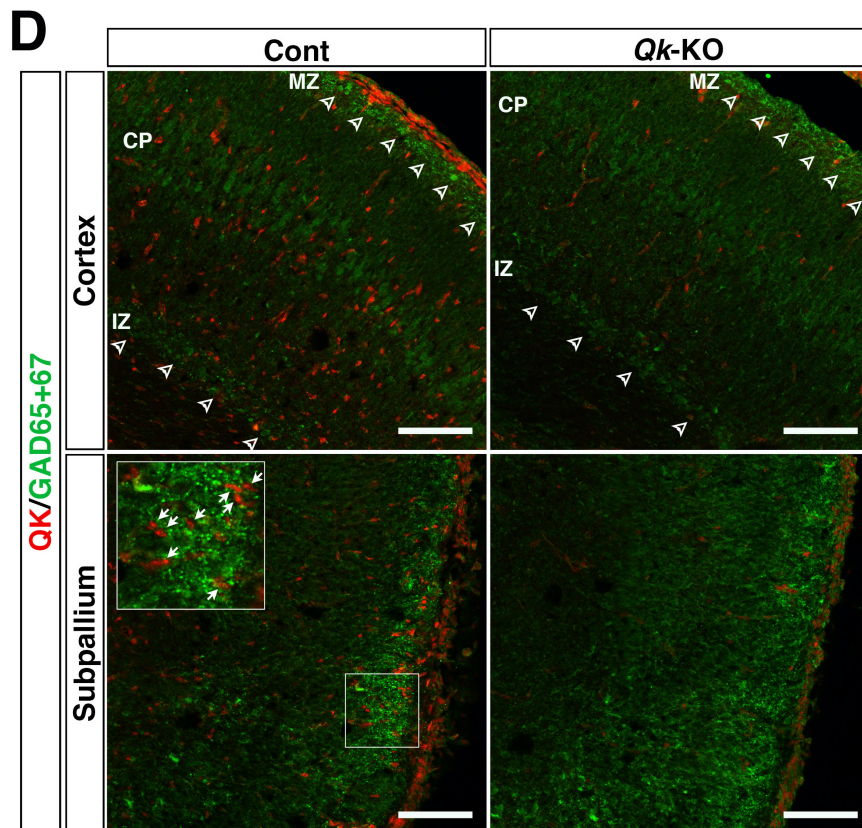 D
Cont
Qk-KO
QK/GAD65+67
Cortex
MZ
CP
IZ
MZ
CP
IZ
Subpallium